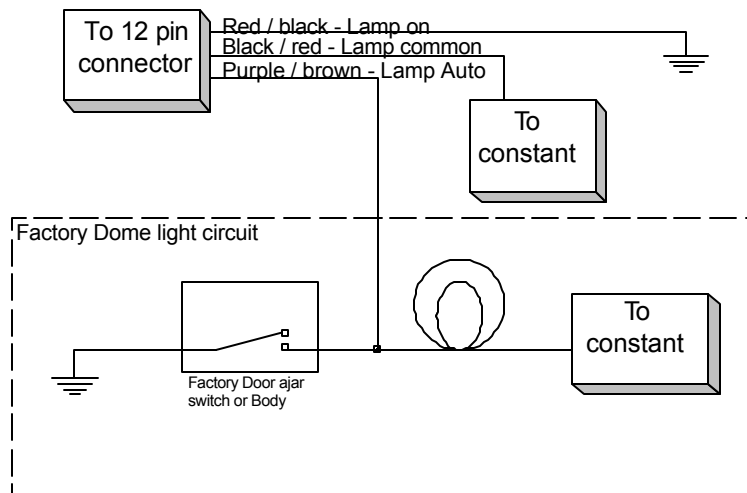 To 12 pin
connector
Red / black - Lamp on
Black / red - Lamp common
Purple / brown - Lamp Auto
To
constant
Factory Dome light circuit
To
constant
Factory Door ajar
switch or Body